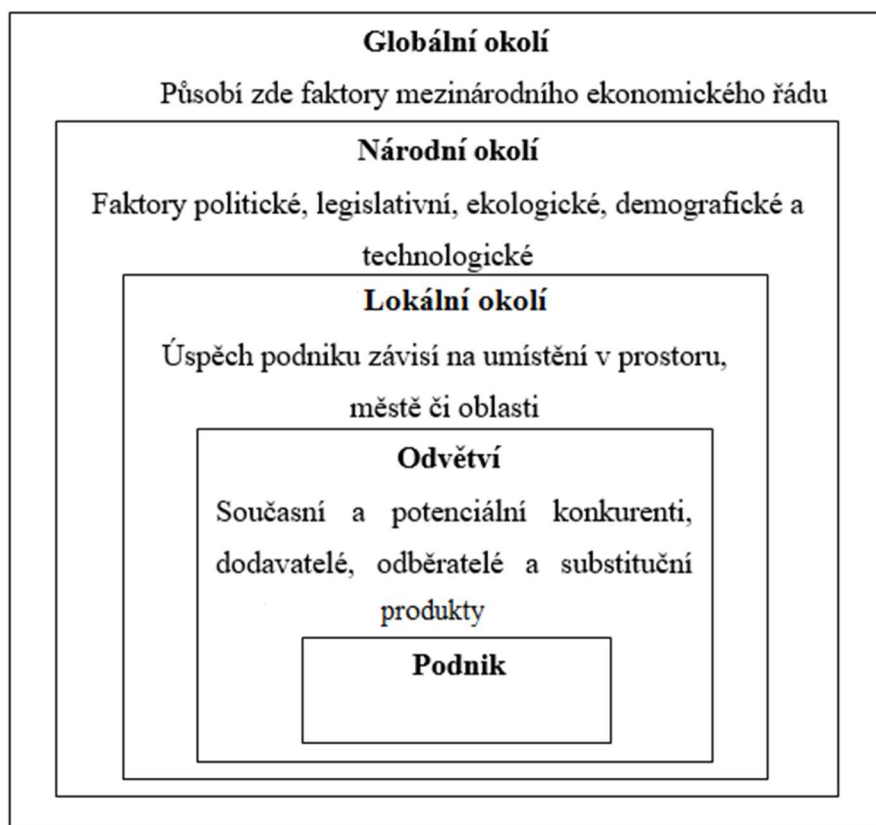 Globální okolí
Působí zde faktory mezinárodního ekonomického řádu
Národní okolí
Faktory politické, legislativní, ekologické, demografické a
technologické
Lokální okolí
Úspěch podniku závisí na umístění v prostoru,
městě či oblasti
Odvětví
Současní a potenciální konkurenti,
dodavatelé, odběratelé a substituční
produkty
Podnik